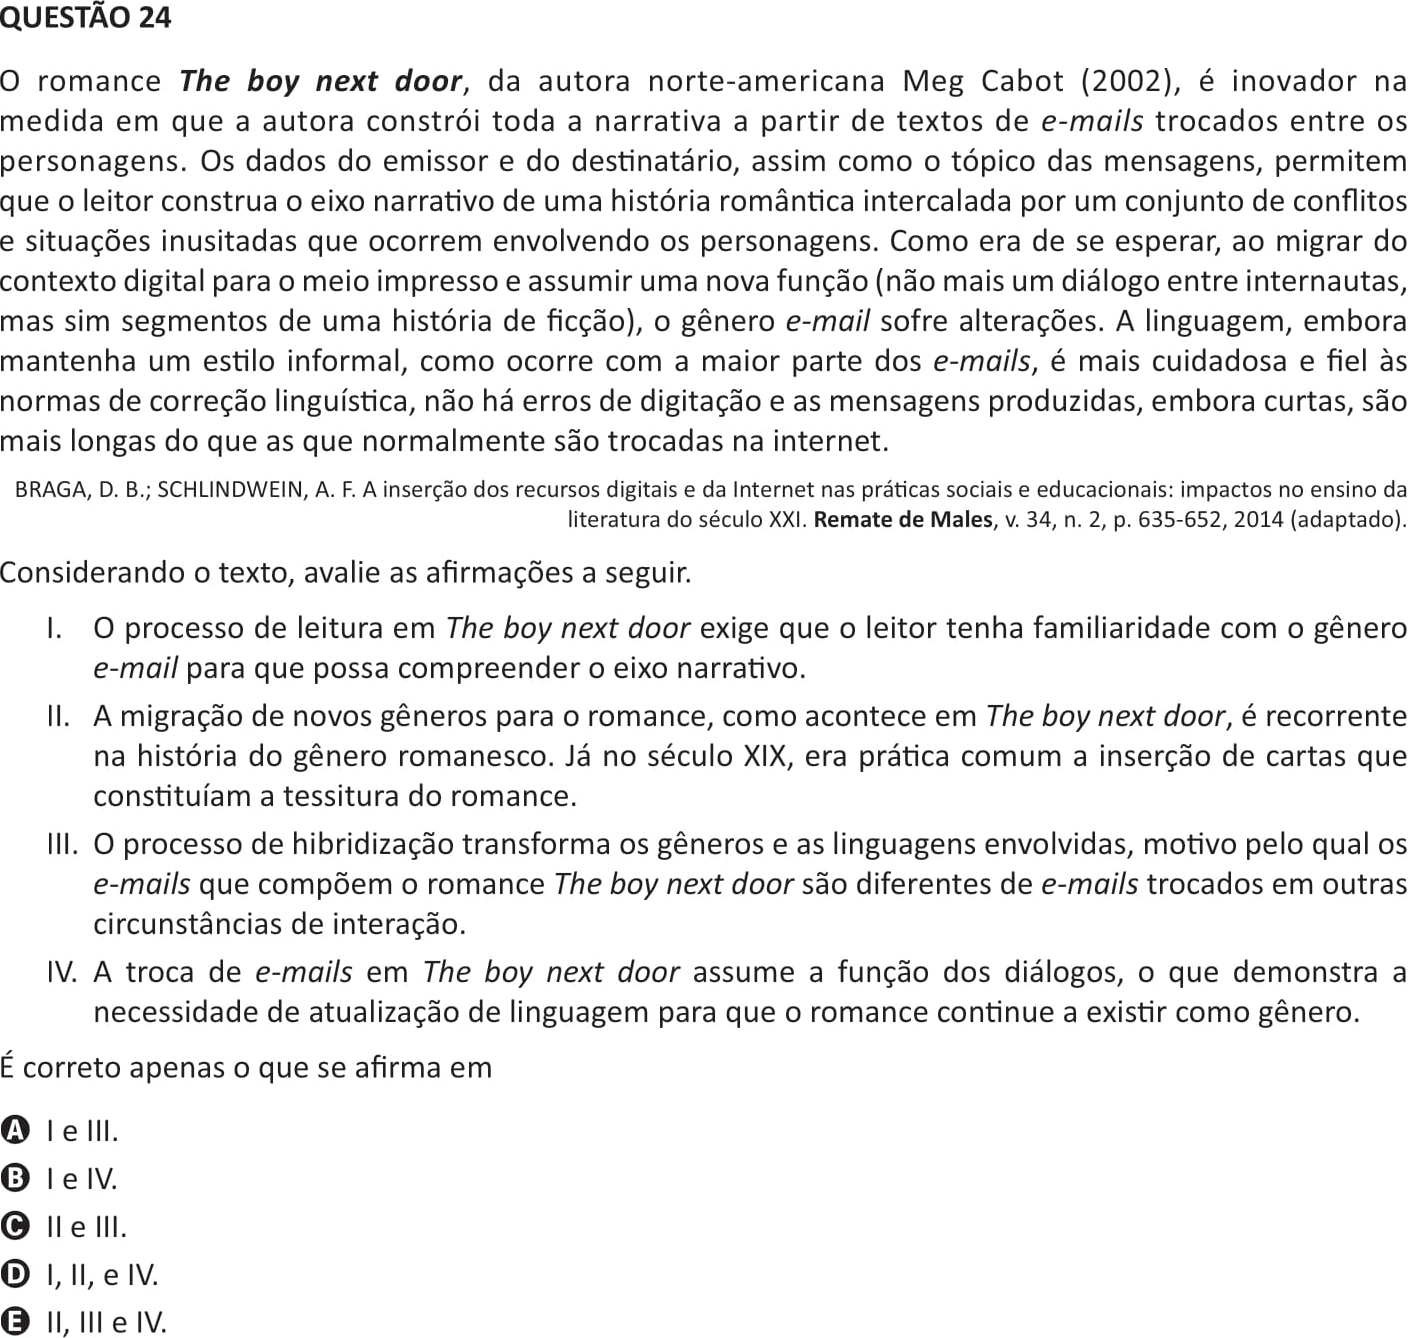 QUESTÃO 24
O romance The boy next door, da autora norte-americana Meg Cabot (2002), é inovador na
medida em que a autora constrói toda a narrativa a partir de textos de e-mails trocados entre os
personagens. Os dados do emissor e do destinatário, assim como o tópico das mensagens, permitem
que o leitor construa o eixo narrativo de uma história romântica intercalada por um conjunto de conflitos
e situações inusitadas que ocorrem envolvendo os personagens. Como era de se esperar, ao migrar do
contexto digital para o meio impresso e assumir uma nova função (não mais um diálogo entre internautas,
mas sim segmentos de uma história de ficção), o gênero e-mail sofre alterações. A linguagem, embora
mantenha um estilo informal, como ocorre com a maior parte dos e-mails, é mais cuidadosa e fiel às
normas de correção linguística, não há erros de digitação e as mensagens produzidas, embora curtas, são
mais longas do que as que normalmente são trocadas na internet.
BRAGA, D. B.; SCHLINDWEIN, A. F. A inserção dos recursos digitais e da Internet nas práticas sociais e educacionais: impactos no ensino da
literatura do século XXI. Remate de Males, v. 34, n. 2, p. 635-652, 2014 (adaptado).
Considerando o texto, avalie as afirmações a seguir.
I. O processo de leitura em The boy next door exige que o leitor tenha familiaridade com o gênero
e-mail para que possa compreender o eixo narrativo.
II. A migração de novos gêneros para o romance, como acontece em The boy next door, é recorrente
na história do gênero romanesco. Já no século XIX, era prática comum a inserção de cartas que
constituíam a tessitura do romance.
III. O processo de hibridização transforma os gêneros e as linguagens envolvidas, motivo pelo qual os
e-mails que compõem o romance The boy next door são diferentes de e-mails trocados em outras
circunstâncias de interação.
IV. A troca de e-mails em The boy next door assume a função dos diálogos, o que demonstra a
necessidade de atualização de linguagem para que o romance continue a existir como gênero.
É correto apenas o que se afirma em
A I e III.
B I e IV.
C II e III.
D I, II, e IV.
E II, III e IV.